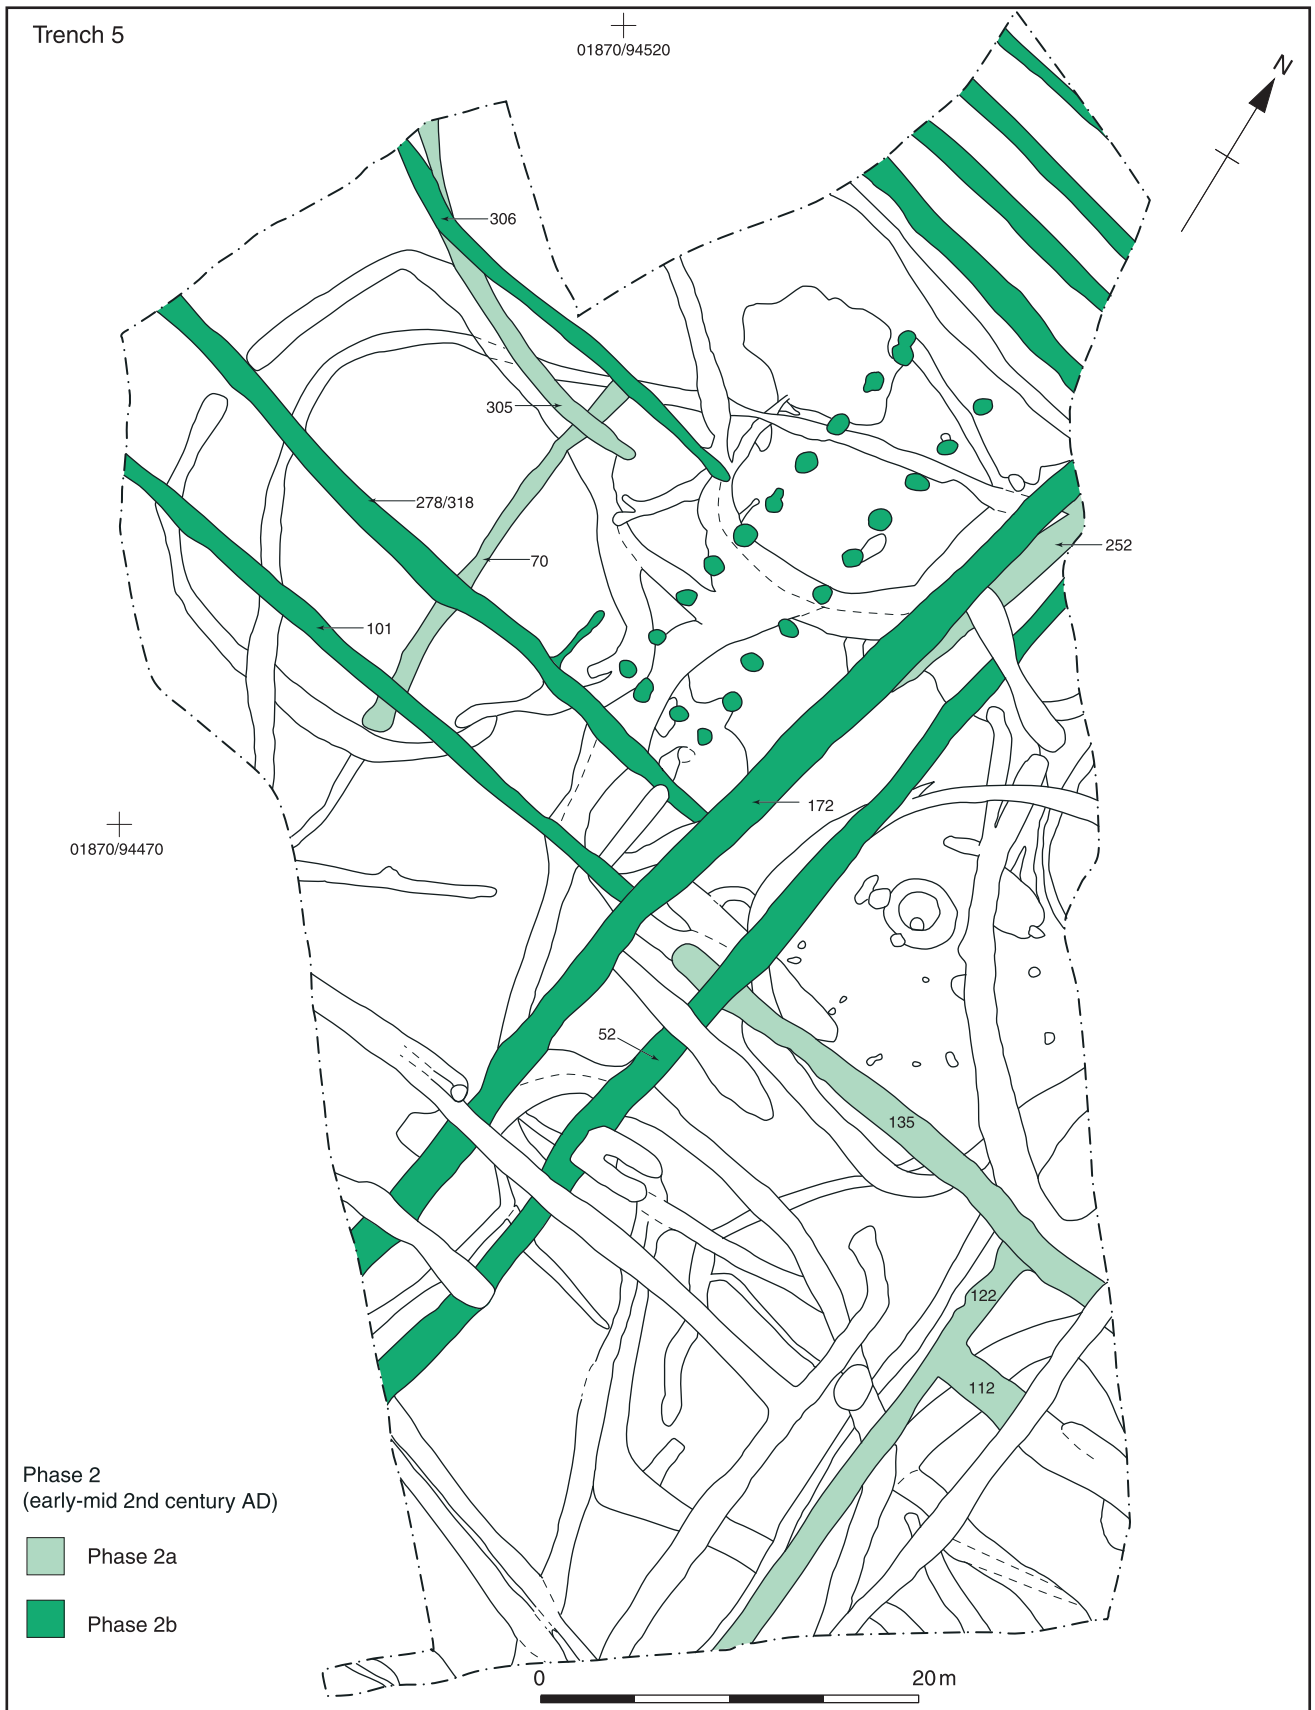 Trench 5
01870/94520
N
306
305
278/318
70
252
101
172
01870/94470
52
135
122
112
Phase 2
(early-mid 2nd century AD)
Phase 2a
Phase 2b
0 20 m